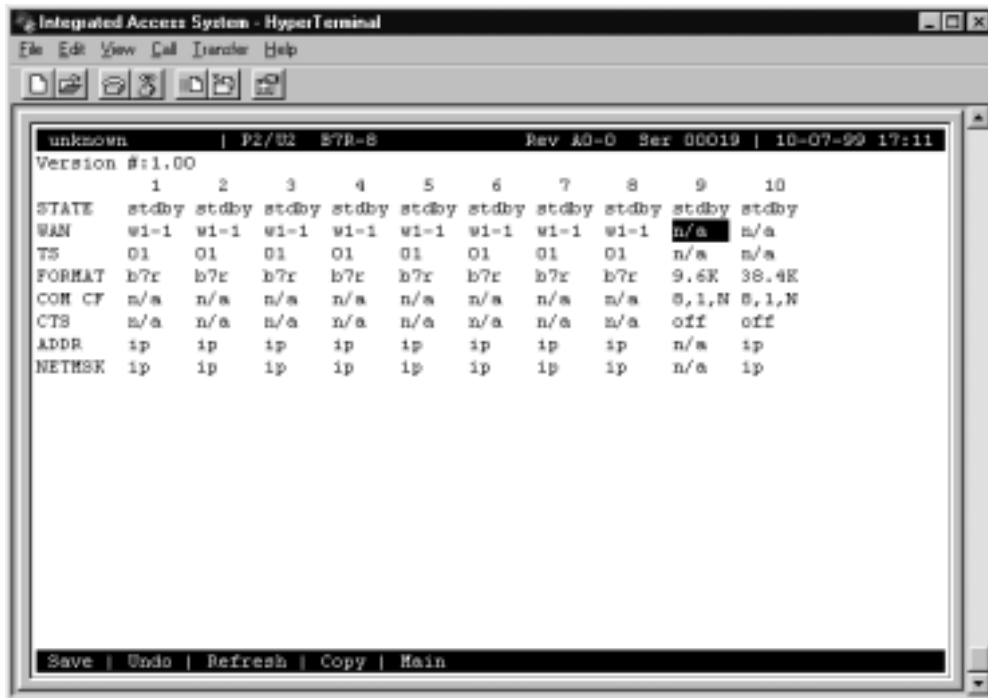 Integrated Access System - HyperTerminal
File Edit View Call Transfer Help
unknown | P2/U2 B7R-8 Rev A0-0 Ser 00019 | 10-07-99 17:11
Version #:1.00
1 2 3 4 5 6 7 8 9 10
STATE stdby stdby stdby stdby stdby stdby stdby stdby stdby stdby
WAN w1-1 w1-1 w1-1 w1-1 w1-1 w1-1 w1-1 w1-1 n/a n/a
TS 01 01 01 01 01 01 01 01 n/a n/a
FORMAT b7r b7r b7r b7r b7r b7r b7r b7r 9.6K 38.4K
COM CF n/a n/a n/a n/a n/a n/a n/a n/a 8,1,N 8,1,N
CTS n/a n/a n/a n/a n/a n/a n/a n/a off off
ADDR ip ip ip ip ip ip ip ip n/a ip
NETMSK ip ip ip ip ip ip ip ip n/a ip
Save | Undo | Refresh | Copy | Main